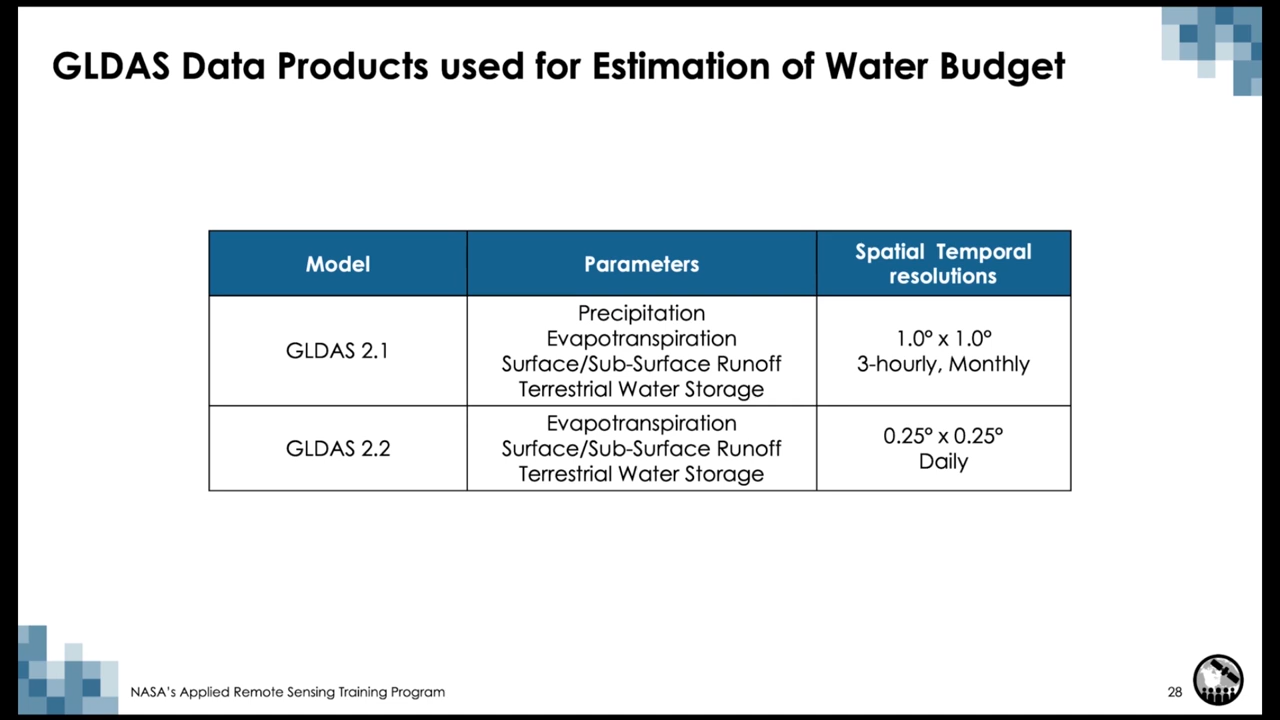 GLDAS Data Products used for Estimation of Water Budget
Model
Parameters
Spatial Temporal
resolutions
GLDAS 2.1
Precipitation
Evapotranspiration
Surface/Sub-Surface Runoff
Terrestrial Water Storage
1.0° x 1.0°
3-hourly, Monthly
GLDAS 2.2
Evapotranspiration
Surface/Sub-Surface Runoff
Terrestrial Water Storage
0.25° x 0.25°
Daily
NASA's Applied Remote Sensing Training Program
28